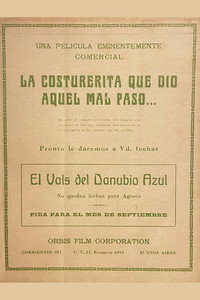 UNA PELICULA EMINENTEMENTE
COMERCIAL
LA COSTURERITA QUE DIO
AQUEL MAL PASO...
Pronto le daremos a Vd. fechas
El Vals del Danubio Azul
No quedan fechas para Agosto
PIDA PARA EL MES DE SEPTIEMBRE
ORBIS FILM CORPORATION
CORRIENTES
U. T. 37, Rivadavia
BUENOS AIRES